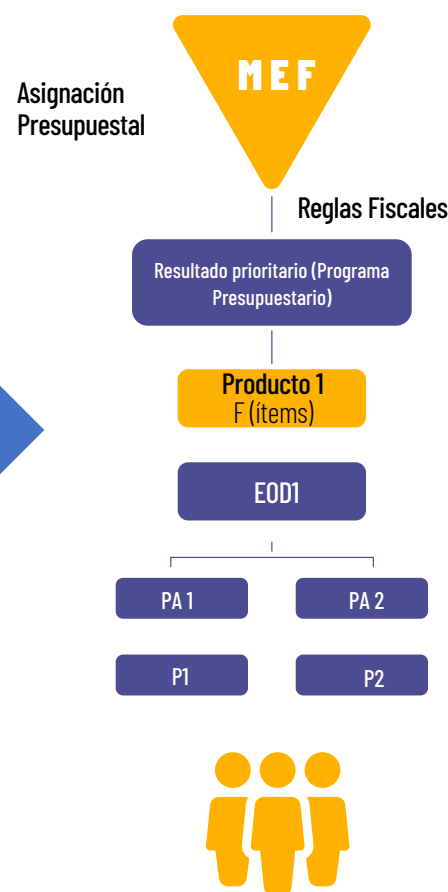 MEF
Asignación
Presupuestal
Reglas Fiscales
Resultado prioritario (Programa
Presupuestario)
Producto 1
F (ítems)
EOD1
PA 1
PA 2
P1
P2